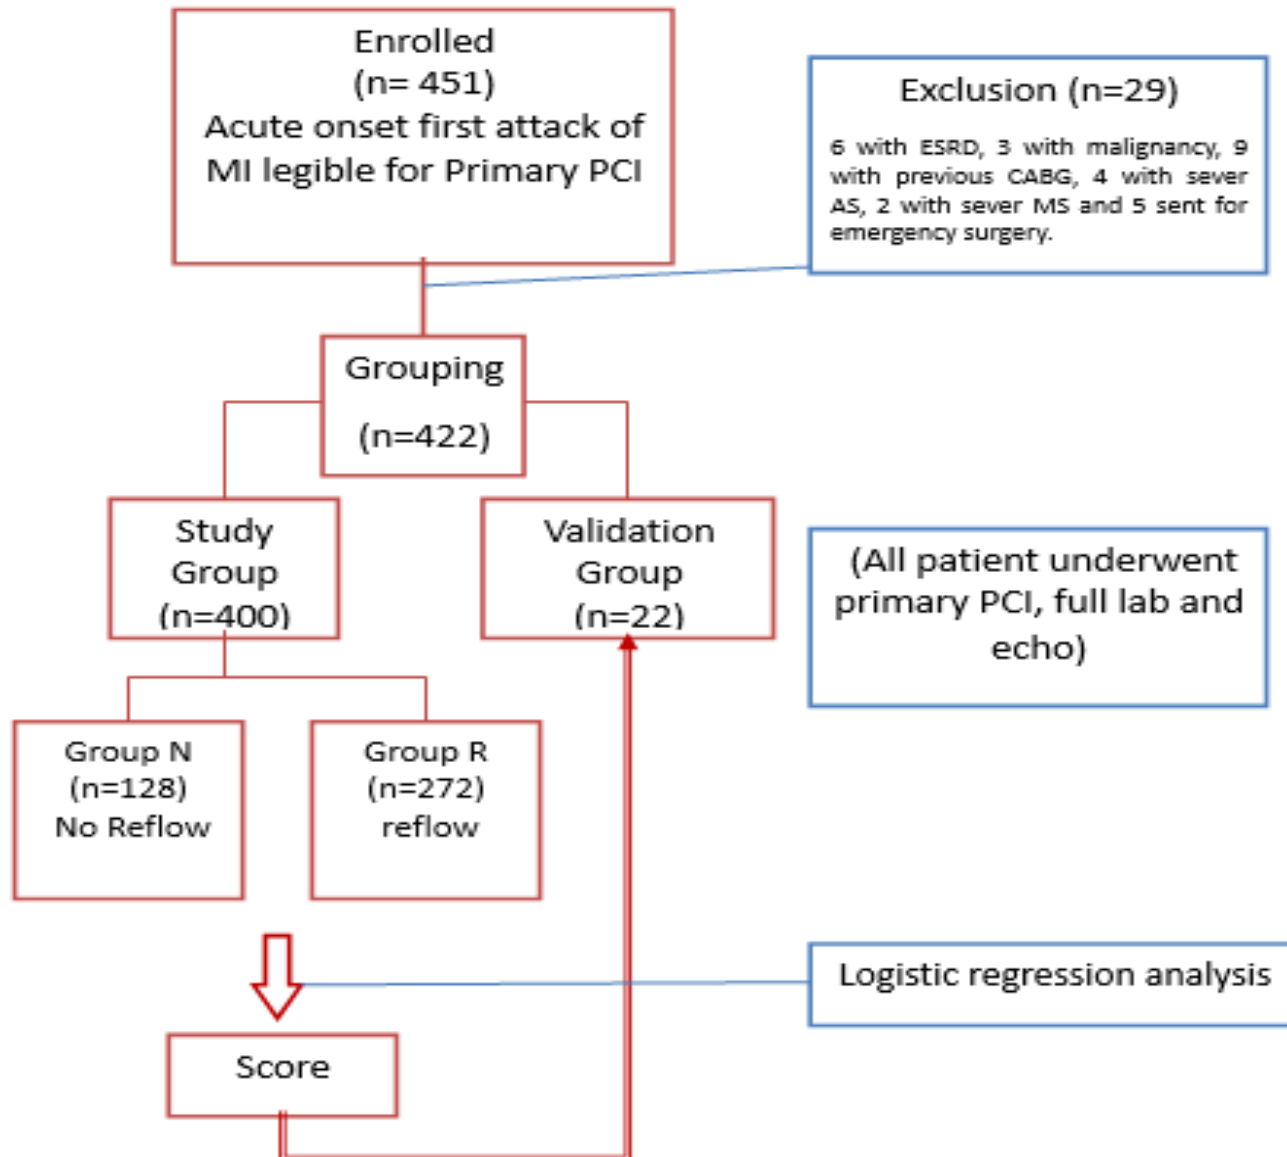 Enrolled
(n= 451)
Acute onset first attack of
MI legible for Primary PCI
Exclusion (n=29)
6 with ESRD, 3 with malignancy, 9
with previous CABG, 4 with sever
AS, 2 with sever MS and 5 sent for
emergency surgery.
Grouping
(n=422)
Study
Group
(n=400)
Validation
Group
(n=22)
(All patient underwent
primary PCI, full lab and
echo)
Group N
(n=128)
No Reflow
Group R
(n=272)
reflow
Logistic regression analysis
Score